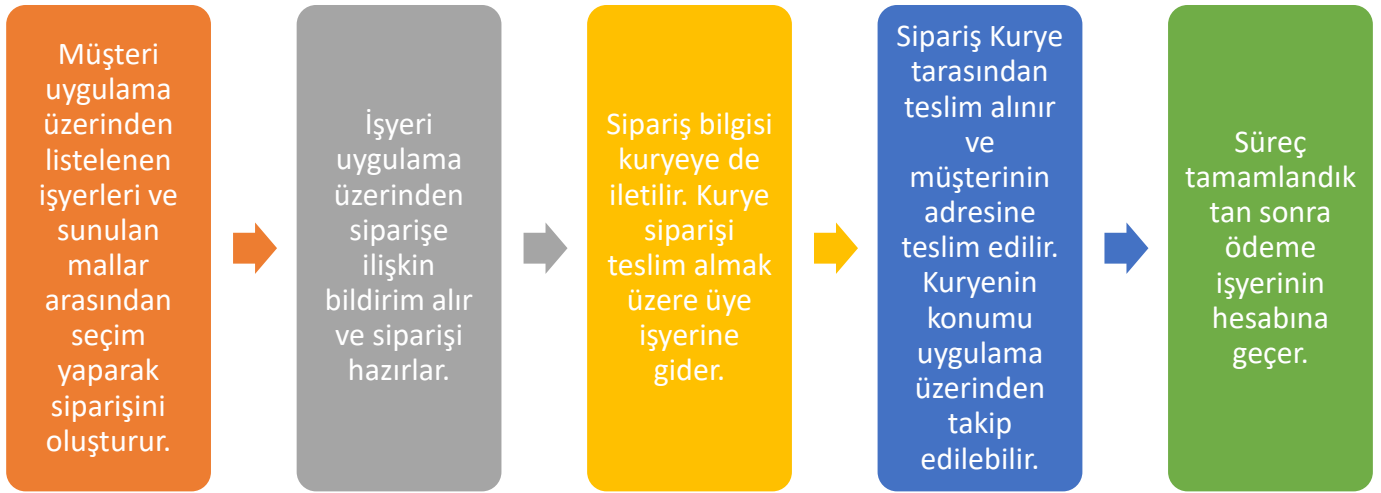 Müşteri
uygulama
üzerinden
listelenen
işyerleri ve
sunulan
mallar
arasından
seçim
yaparak
siparişini
oluşturur.
İşyeri
uygulama
üzerinden
siparişe
ilişkin
bildirim alır
ve siparişi
hazırlar.
Sipariş bilgisi
kuryeye de
iletilir. Kurye
siparişi
teslim almak
üzere üye
işyerine
gider.
Sipariş Kurye
tarasından
teslim alınır
ve
müşterinin
adresine
teslim edilir.
Kuryenin
konumu
uygulama
üzerinden
takip
edilebilir.
Süreç
tamamlandık
tan sonra
ödeme
işyerinin
hesabına
geçer.